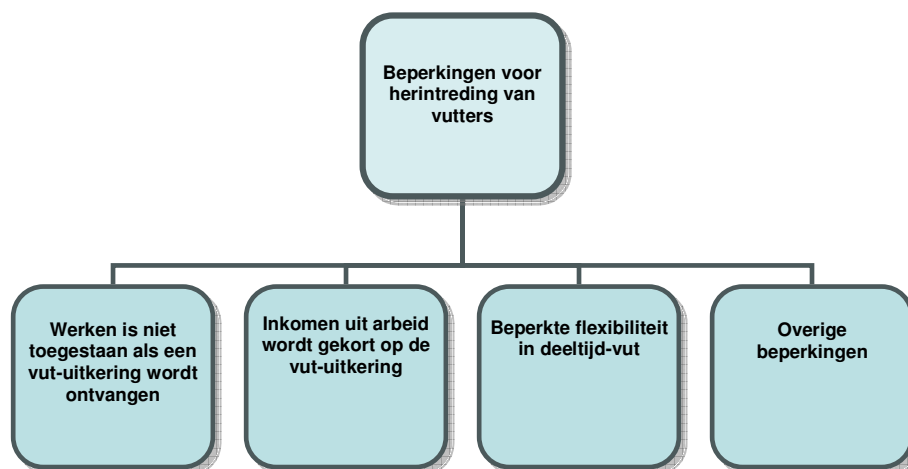 Beperkingen voor
herintreding van
vutters
Werken is niet
toegestaan als een
vut-uitkering wordt
ontvangen
Inkomen uit arbeid
wordt gekort op de
vut-uitkering
Beperkte flexibiliteit
in deeltijd-vut
Overige
beperkingen